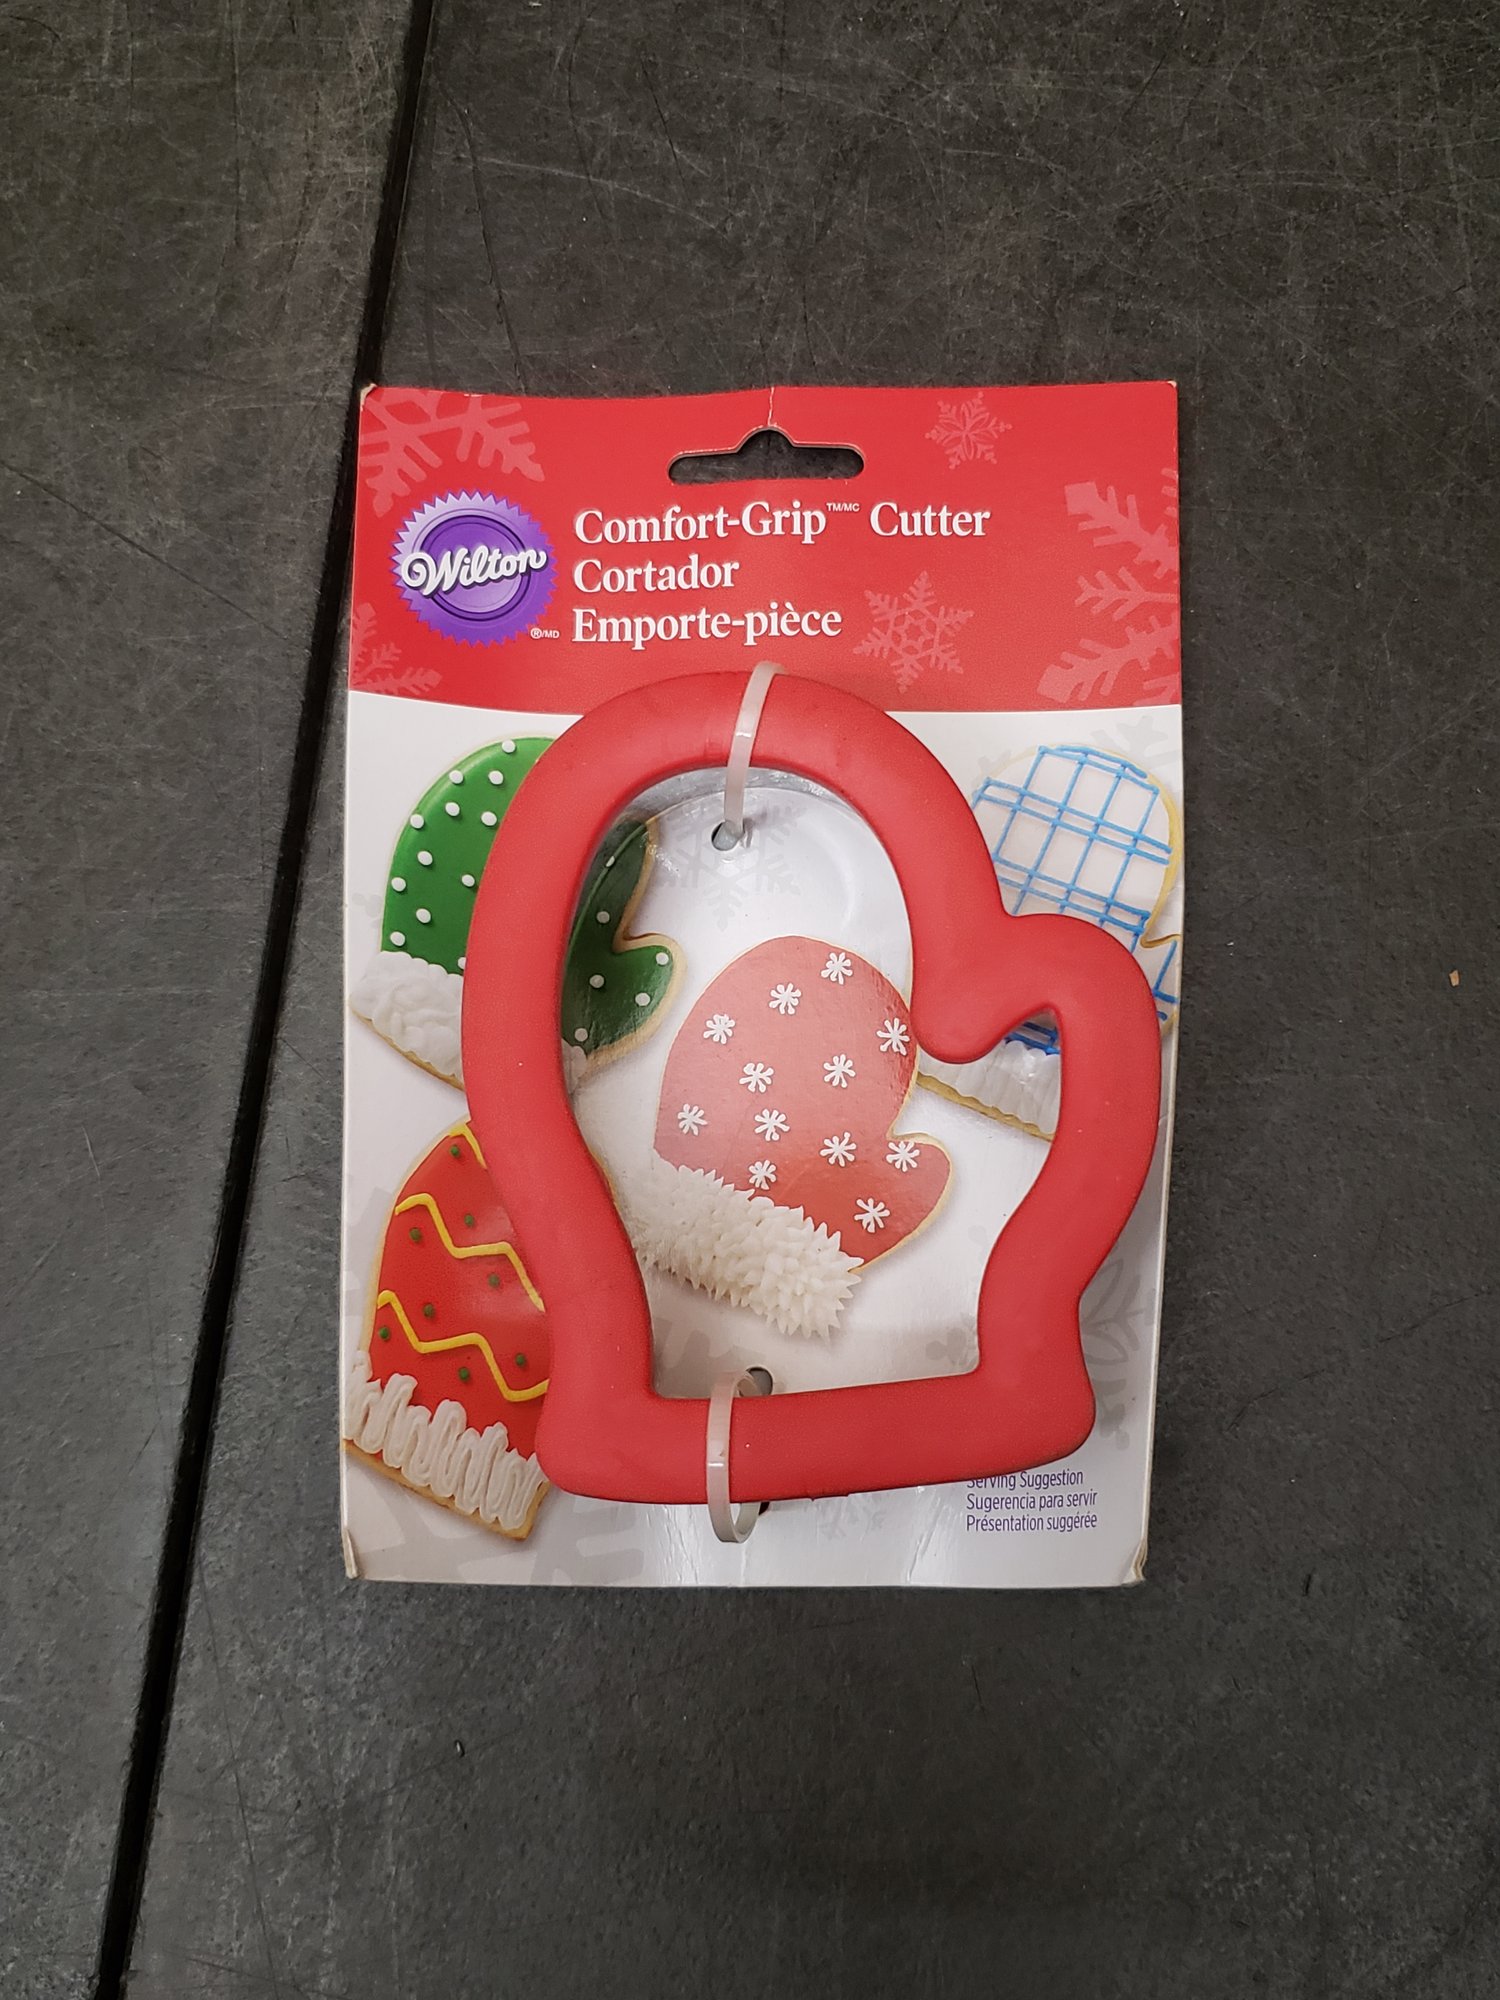 Wilton
®/MD
Comfort-Grip™/MC Cutter
Cortador
Emporte-pièce
Serving Suggestion
Sugerencia para servir
Présentation suggérée